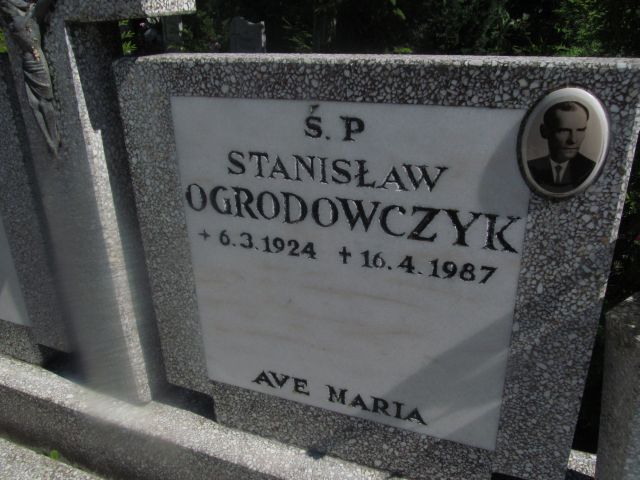 Ś. P
STANISŁAW
OGRODOWCZYK
+ 6.3.1924 ✝ 16.4.1987
AVE MARIA